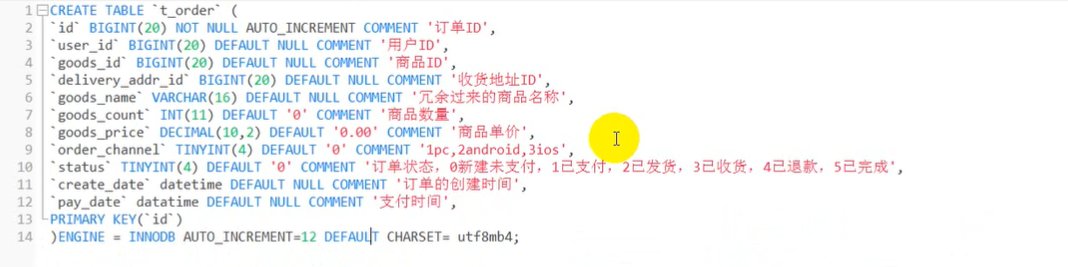 1 CREATE TABLE `t_order` (
2 `id` BIGINT(20) NOT NULL AUTO_INCREMENT COMMENT '订单ID',
3 `user_id` BIGINT(20) DEFAULT NULL COMMENT '用户ID',
4 `goods_id` BIGINT(20) DEFAULT NULL COMMENT '商品ID',
5 `delivery_addr_id` BIGINT(20) DEFAULT NULL COMMENT '收货地址ID',
6 `goods_name` VARCHAR(16) DEFAULT NULL COMMENT '冗余过来的商品名称',
7 `goods_count` INT(11) DEFAULT '0' COMMENT '商品数量',
8 `goods_price` DECIMAL(10,2) DEFAULT '0.00' COMMENT '商品单价',
9 `order_channel` TINYINT(4) DEFAULT '0' COMMENT '1pc,2android,3ios',
10 `status` TINYINT(4) DEFAULT '0' COMMENT '订单状态，0新建未支付，1已支付，2已发货，3已收货，4已退款，5已完成',
11 `create_date` datetime DEFAULT NULL COMMENT '订单的创建时间',
12 `pay_date` datatime DEFAULT NULL COMMENT '支付时间',
13 PRIMARY KEY(`id`)
14 )ENGINE = INNODB AUTO_INCREMENT=12 DEFAULT CHARSET= utf8mb4;